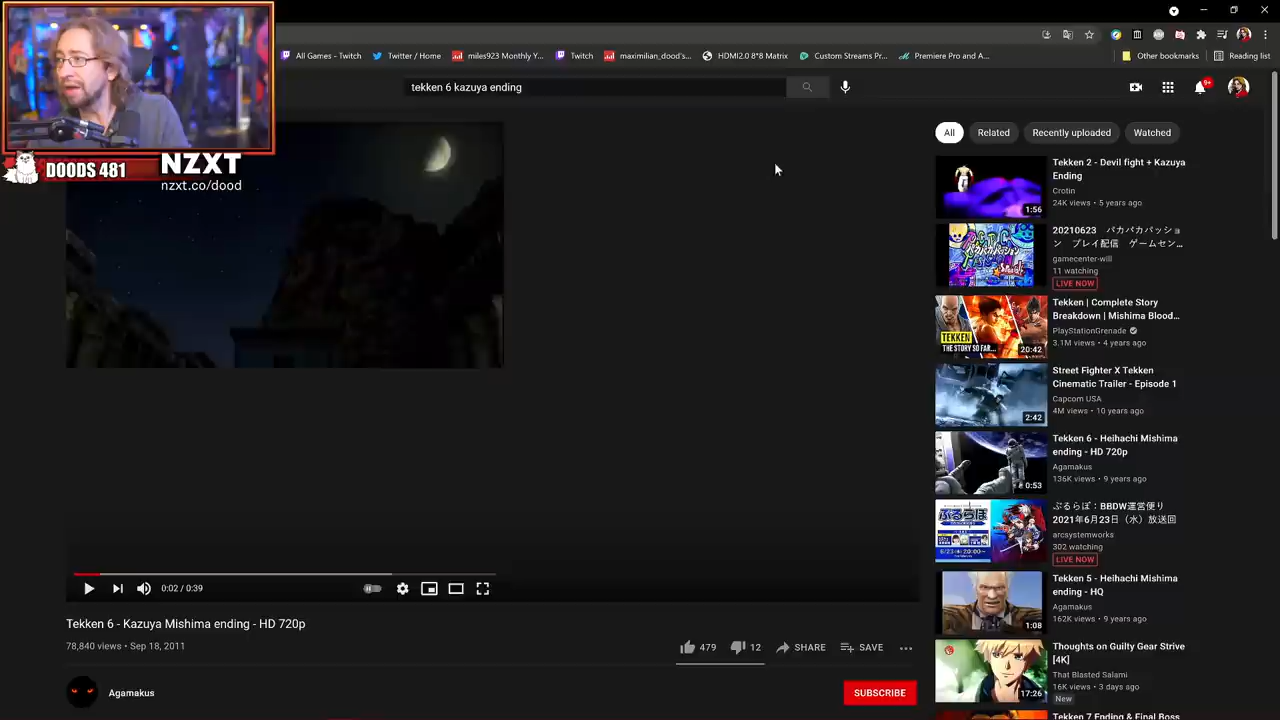 All Games - Twitch
Twitter / Home
miles923 Monthly Y...
Twitch
maximilian_dood's...
HDMI2.0 8*8 Matrix
Custom Streams Pr...
Premiere Pro and A...
Other bookmarks
Reading list
tekken 6 kazuya ending
9+
DOODS 481
NZXT
nzxt.co/dood
All
Related
Recently uploaded
Watched
Tekken 2 - Devil fight + Kazuya
Ending
Crotin
24K views • 5 years ago
1:56
20210623 バカバカパッショ
ン プレイ配信 ゲームセン...
gamecenter-will
11 watching
LIVE NOW
Tekken | Complete Story
Breakdown | Mishima Blood...
PlayStationGrenade
3.1M views • 4 years ago
TEKKEN
THE STORY SO FAR...
20:42
Street Fighter X Tekken
Cinematic Trailer - Episode 1
Capcom USA
4M views • 10 years ago
2:42
Tekken 6 - Heihachi Mishima
ending - HD 720p
Agamakus
136K views • 9 years ago
0:53
ぶるらぼ：BBDW運営便り
2021年6月23日（水）放送回
arcsystemworks
302 watching
LIVE NOW
Tekken 5 - Heihachi Mishima
ending - HQ
Agamakus
162K views • 9 years ago
1:08
Thoughts on Guilty Gear Strive
[4K]
That Blasted Salami
16K views • 3 days ago
New
17:26
Tekken 7 Ending & Final Boss
0:02 / 0:39
Tekken 6 - Kazuya Mishima ending - HD 720p
78,840 views • Sep 18, 2011
479
12
SHARE
SAVE
Agamakus
SUBSCRIBE